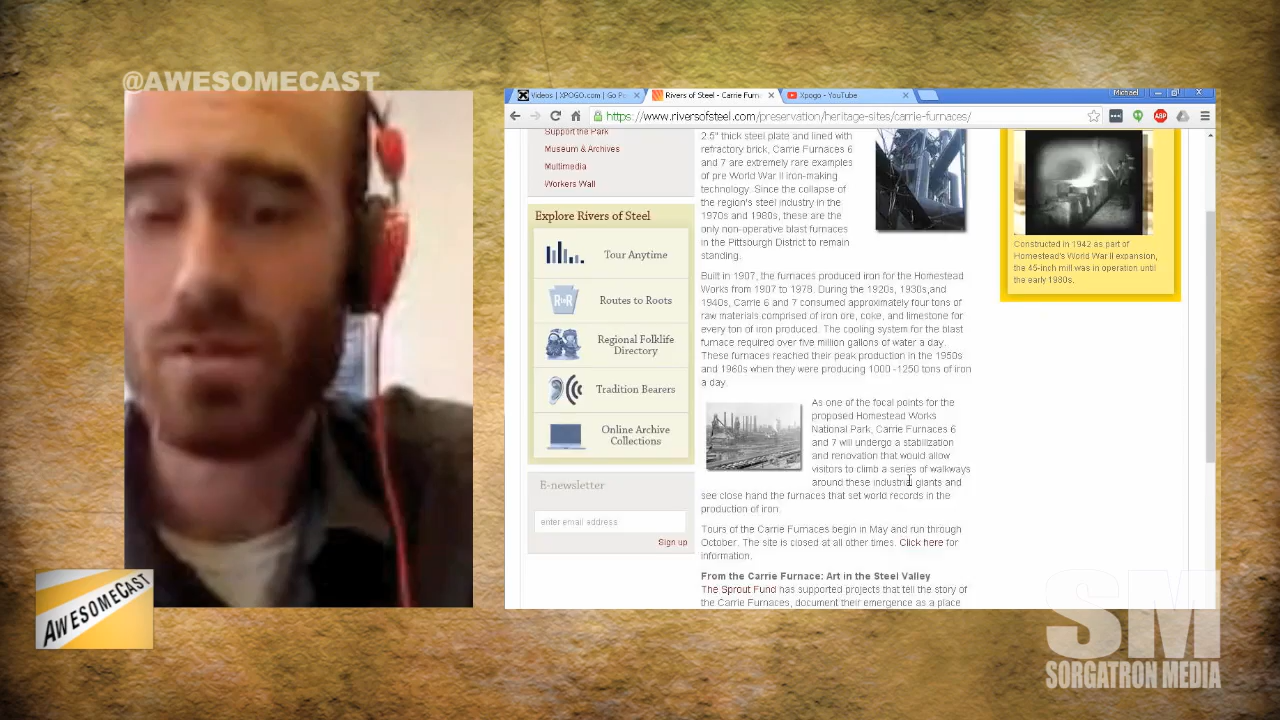 @AWESOMECAST
Videos | XPOGO.com | Go Po
Rivers of Steel - Carrie Furn
Xpogo - YouTube
Michael
https://www.riversofsteel.com/preservation/heritage-sites/carrie-furnaces/
ABP
Support the Park
Museum & Archives
Multimedia
Workers Wall
Explore Rivers of Steel
Tour Anytime
Routes to Roots
Regional Folklife
Directory
Tradition Bearers
Online Archive
Collections
E-newsletter
enter email address
Sign up
2.5" thick steel plate and lined with
refractory brick, Carrie Furnaces 6
and 7 are extremely rare examples
of pre World War II iron-making
technology. Since the collapse of
the region's steel industry in the
1970s and 1980s, these are the
only non-operative blast furnaces
in the Pittsburgh District to remain
standing.
Built in 1907, the furnaces produced iron for the Homestead
Works from 1907 to 1978. During the 1920s, 1930s,and
1940s, Carrie 6 and 7 consumed approximately four tons of
raw materials comprised of iron ore, coke, and limestone for
every ton of iron produced. The cooling system for the blast
furnace required over five million gallons of water a day.
These furnaces reached their peak production in the 1950s
and 1960s when they were producing 1000 -1250 tons of iron
a day.
As one of the focal points for the
proposed Homestead Works
National Park, Carrie Furnaces 6
and 7 will undergo a stabilization
and renovation that would allow
visitors to climb a series of walkways
around these industrial giants and
see close hand the furnaces that set world records in the
production of iron.
Tours of the Carrie Furnaces begin in May and run through
October. The site is closed at all other times. Click here for
information.
From the Carrie Furnace: Art in the Steel Valley
The Sprout Fund has supported projects that tell the story of
the Carrie Furnaces, document their emergence as a place
Constructed in 1942 as part of
Homestead's World War II expansion,
the 45-inch mill was in operation until
the early 1980s.
AWESOMECAST
SM
SORGATRON MEDIA